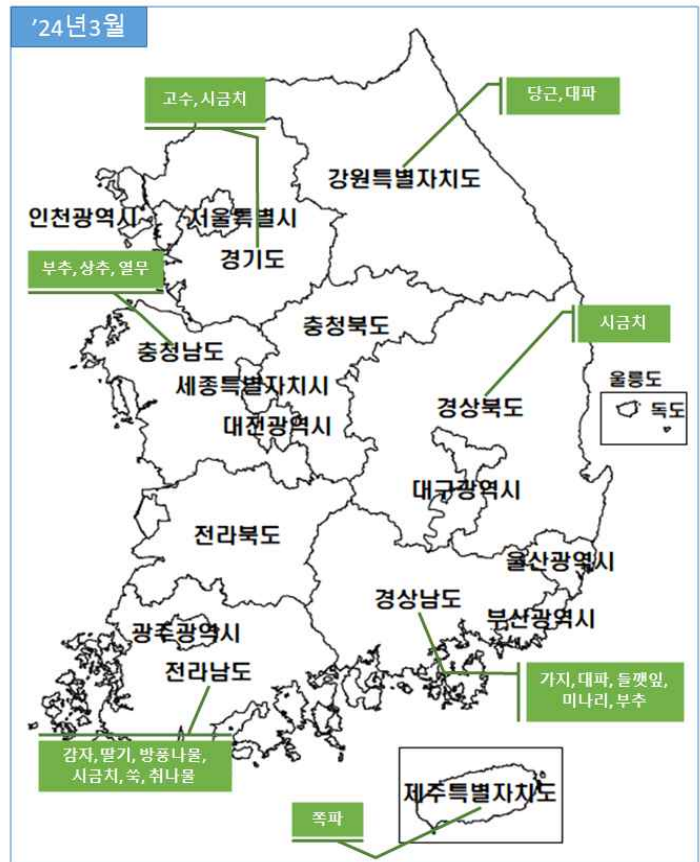 '24년3월
고수,시금치
당근,대파
강원특별자치도
인천광역시
서울특별시
경기도
부추,상추,열무
충청북도
시금치
충청남도
세종특별자치시
울릉도
독도
경상북도
대전광역시
대구광역시
전라북도
울산광역시
경상남도
부산광역시
광주광역시
전라남도
가지,대파,들깻잎,
미나리,부추
감자,딸기,방풍나물,
시금치,쑥,취나물
제주특별자치도
쪽파